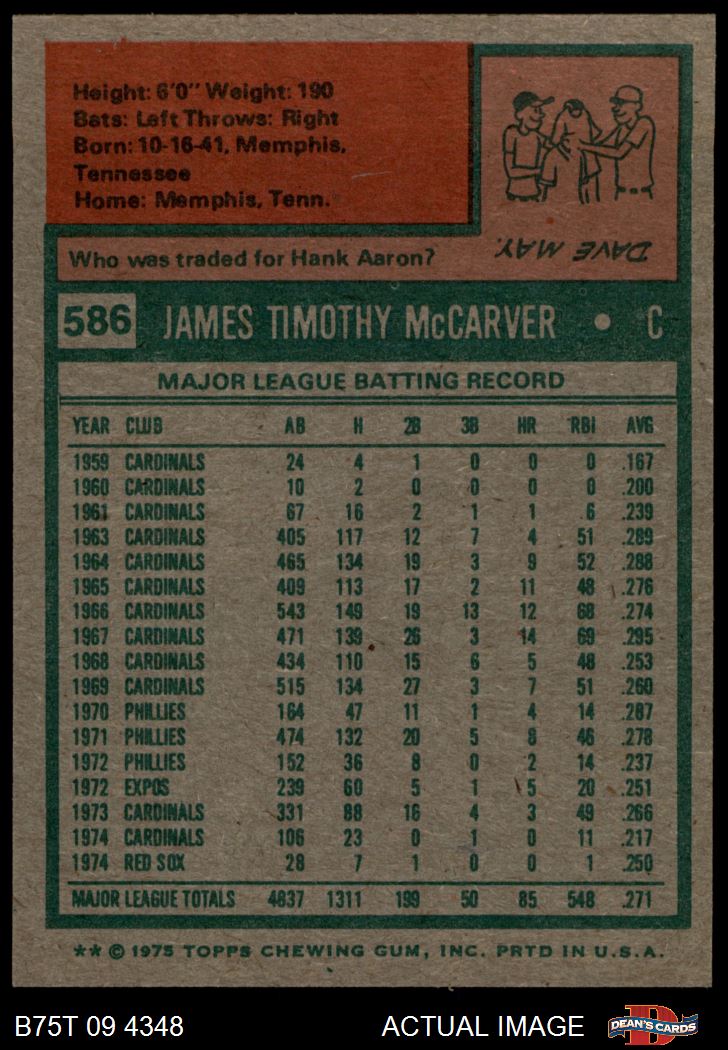 Height: 6'0" Weight: 190
Bats: Left Throws: Right
Born: 10-16-41, Memphis,
Tennessee
Home: Memphis, Tenn.
Who was traded for Hank Aaron?
DAVE MAY.
586 JAMES TIMOTHY McCARVER • C
MAJOR LEAGUE BATTING RECORD
YEAR CLUB AB H 2B 3B HR RBI AVG
1959 CARDINALS 24 4 1 0 0 0 .167
1960 CARDINALS 10 2 0 0 0 0 .200
1961 CARDINALS 67 16 2 1 1 6 .239
1963 CARDINALS 405 117 12 7 4 51 .289
1964 CARDINALS 465 134 19 3 9 52 .288
1965 CARDINALS 409 113 17 2 11 48 .276
1966 CARDINALS 543 149 19 13 12 68 .274
1967 CARDINALS 471 139 26 3 14 69 .295
1968 CARDINALS 434 110 15 6 5 48 .253
1969 CARDINALS 515 134 27 3 7 51 .260
1970 PHILLIES 164 47 11 1 4 14 .287
1971 PHILLIES 474 132 20 5 8 46 .278
1972 PHILLIES 152 36 8 0 2 14 .237
1972 EXPOS 239 60 5 1 5 20 .251
1973 CARDINALS 331 88 16 4 3 49 .266
1974 CARDINALS 106 23 0 1 0 11 .217
1974 RED SOX 28 7 1 0 0 1 .250
MAJOR LEAGUE TOTALS 4837 1311 199 50 85 548 .271
** © 1975 TOPPS CHEWING GUM, INC. PRTD IN U.S.A.
B75T 09 4348 ACTUAL IMAGE D DEAN'S CARDS